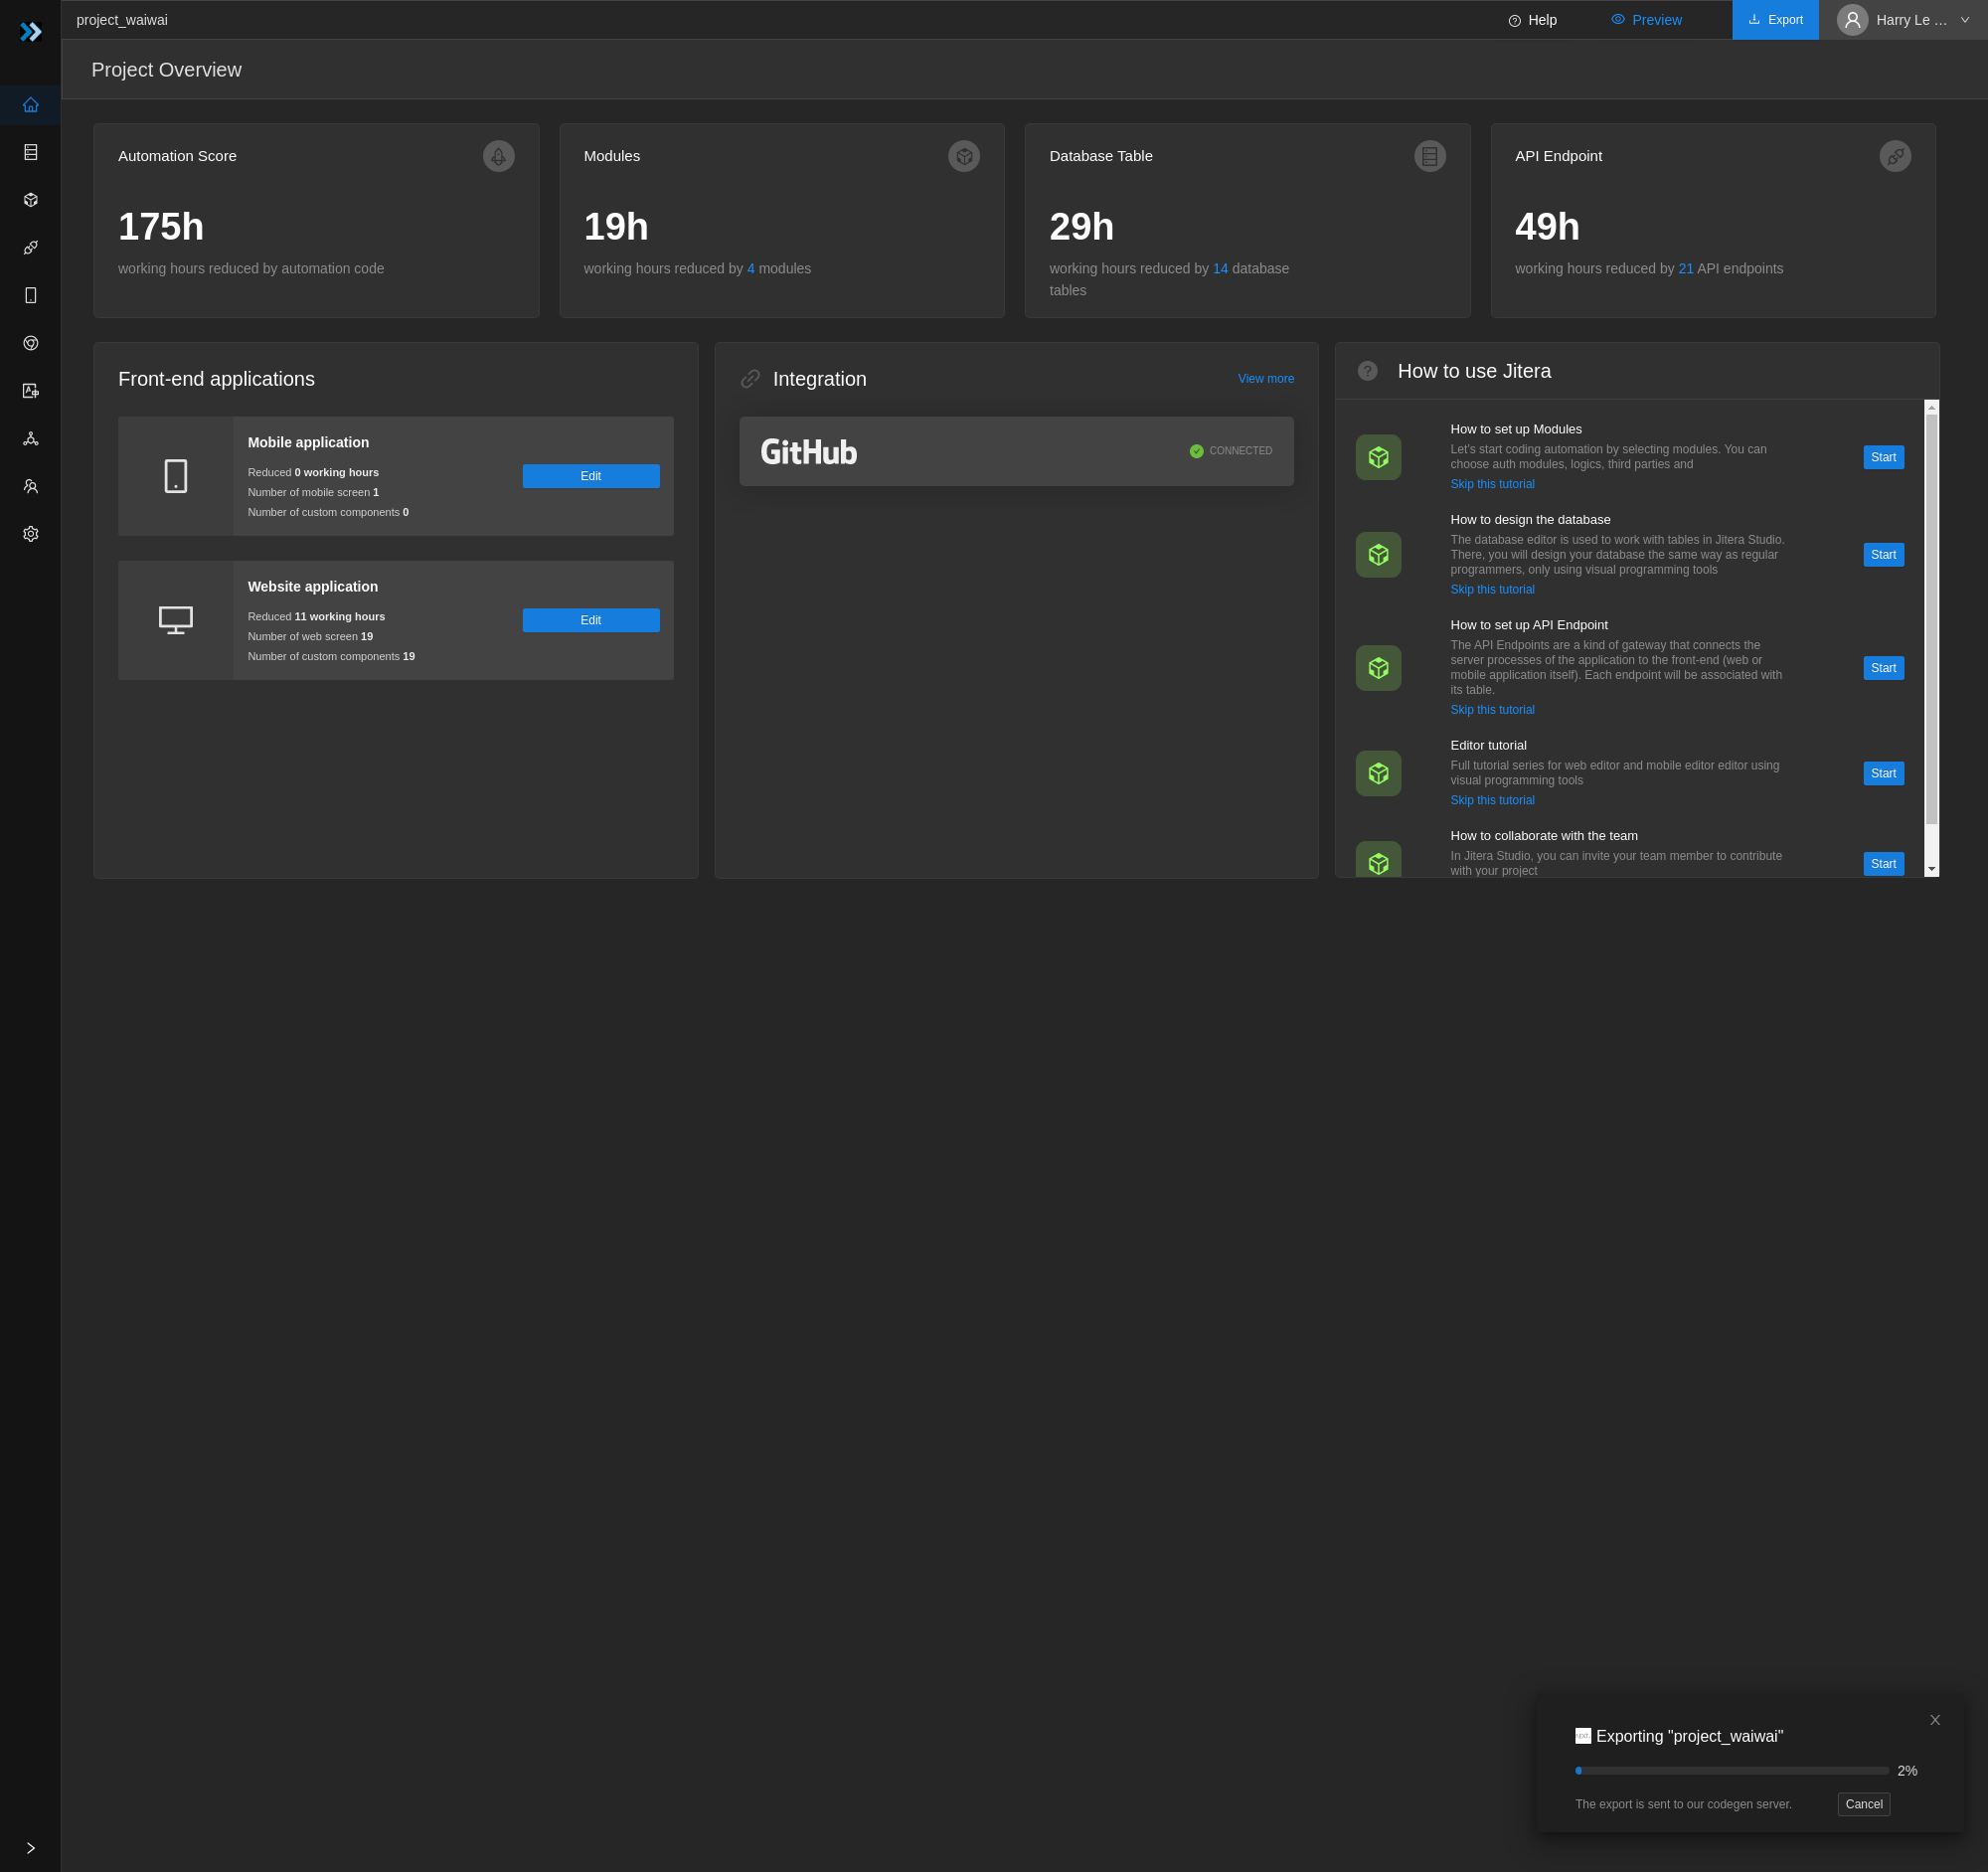 project_waiwai
Help
Preview
Export
Harry Le ...
Project Overview
Automation Score
175h
working hours reduced by automation code
Modules
19h
working hours reduced by 4 modules
Database Table
29h
working hours reduced by 14 database
tables
API Endpoint
49h
working hours reduced by 21 API endpoints
Front-end applications
Mobile application
Reduced 0 working hours
Number of mobile screen 1
Number of custom components 0
Edit
Website application
Reduced 11 working hours
Number of web screen 19
Number of custom components 19
Edit
Integration
View more
GitHub
CONNECTED
How to use Jitera
How to set up Modules
Let's start coding automation by selecting modules. You can
choose auth modules, logics, third parties and
Skip this tutorial
Start
How to design the database
The database editor is used to work with tables in Jitera Studio.
There, you will design your database the same way as regular
programmers, only using visual programming tools
Skip this tutorial
Start
How to set up API Endpoint
The API Endpoints are a kind of gateway that connects the
server processes of the application to the front-end (web or
mobile application itself). Each endpoint will be associated with
its table.
Skip this tutorial
Start
Editor tutorial
Full tutorial series for web editor and mobile editor editor using
visual programming tools
Skip this tutorial
Start
How to collaborate with the team
In Jitera Studio, you can invite your team member to contribute
with your project
Start
Exporting "project_waiwai"
2%
The export is sent to our codegen server.
Cancel